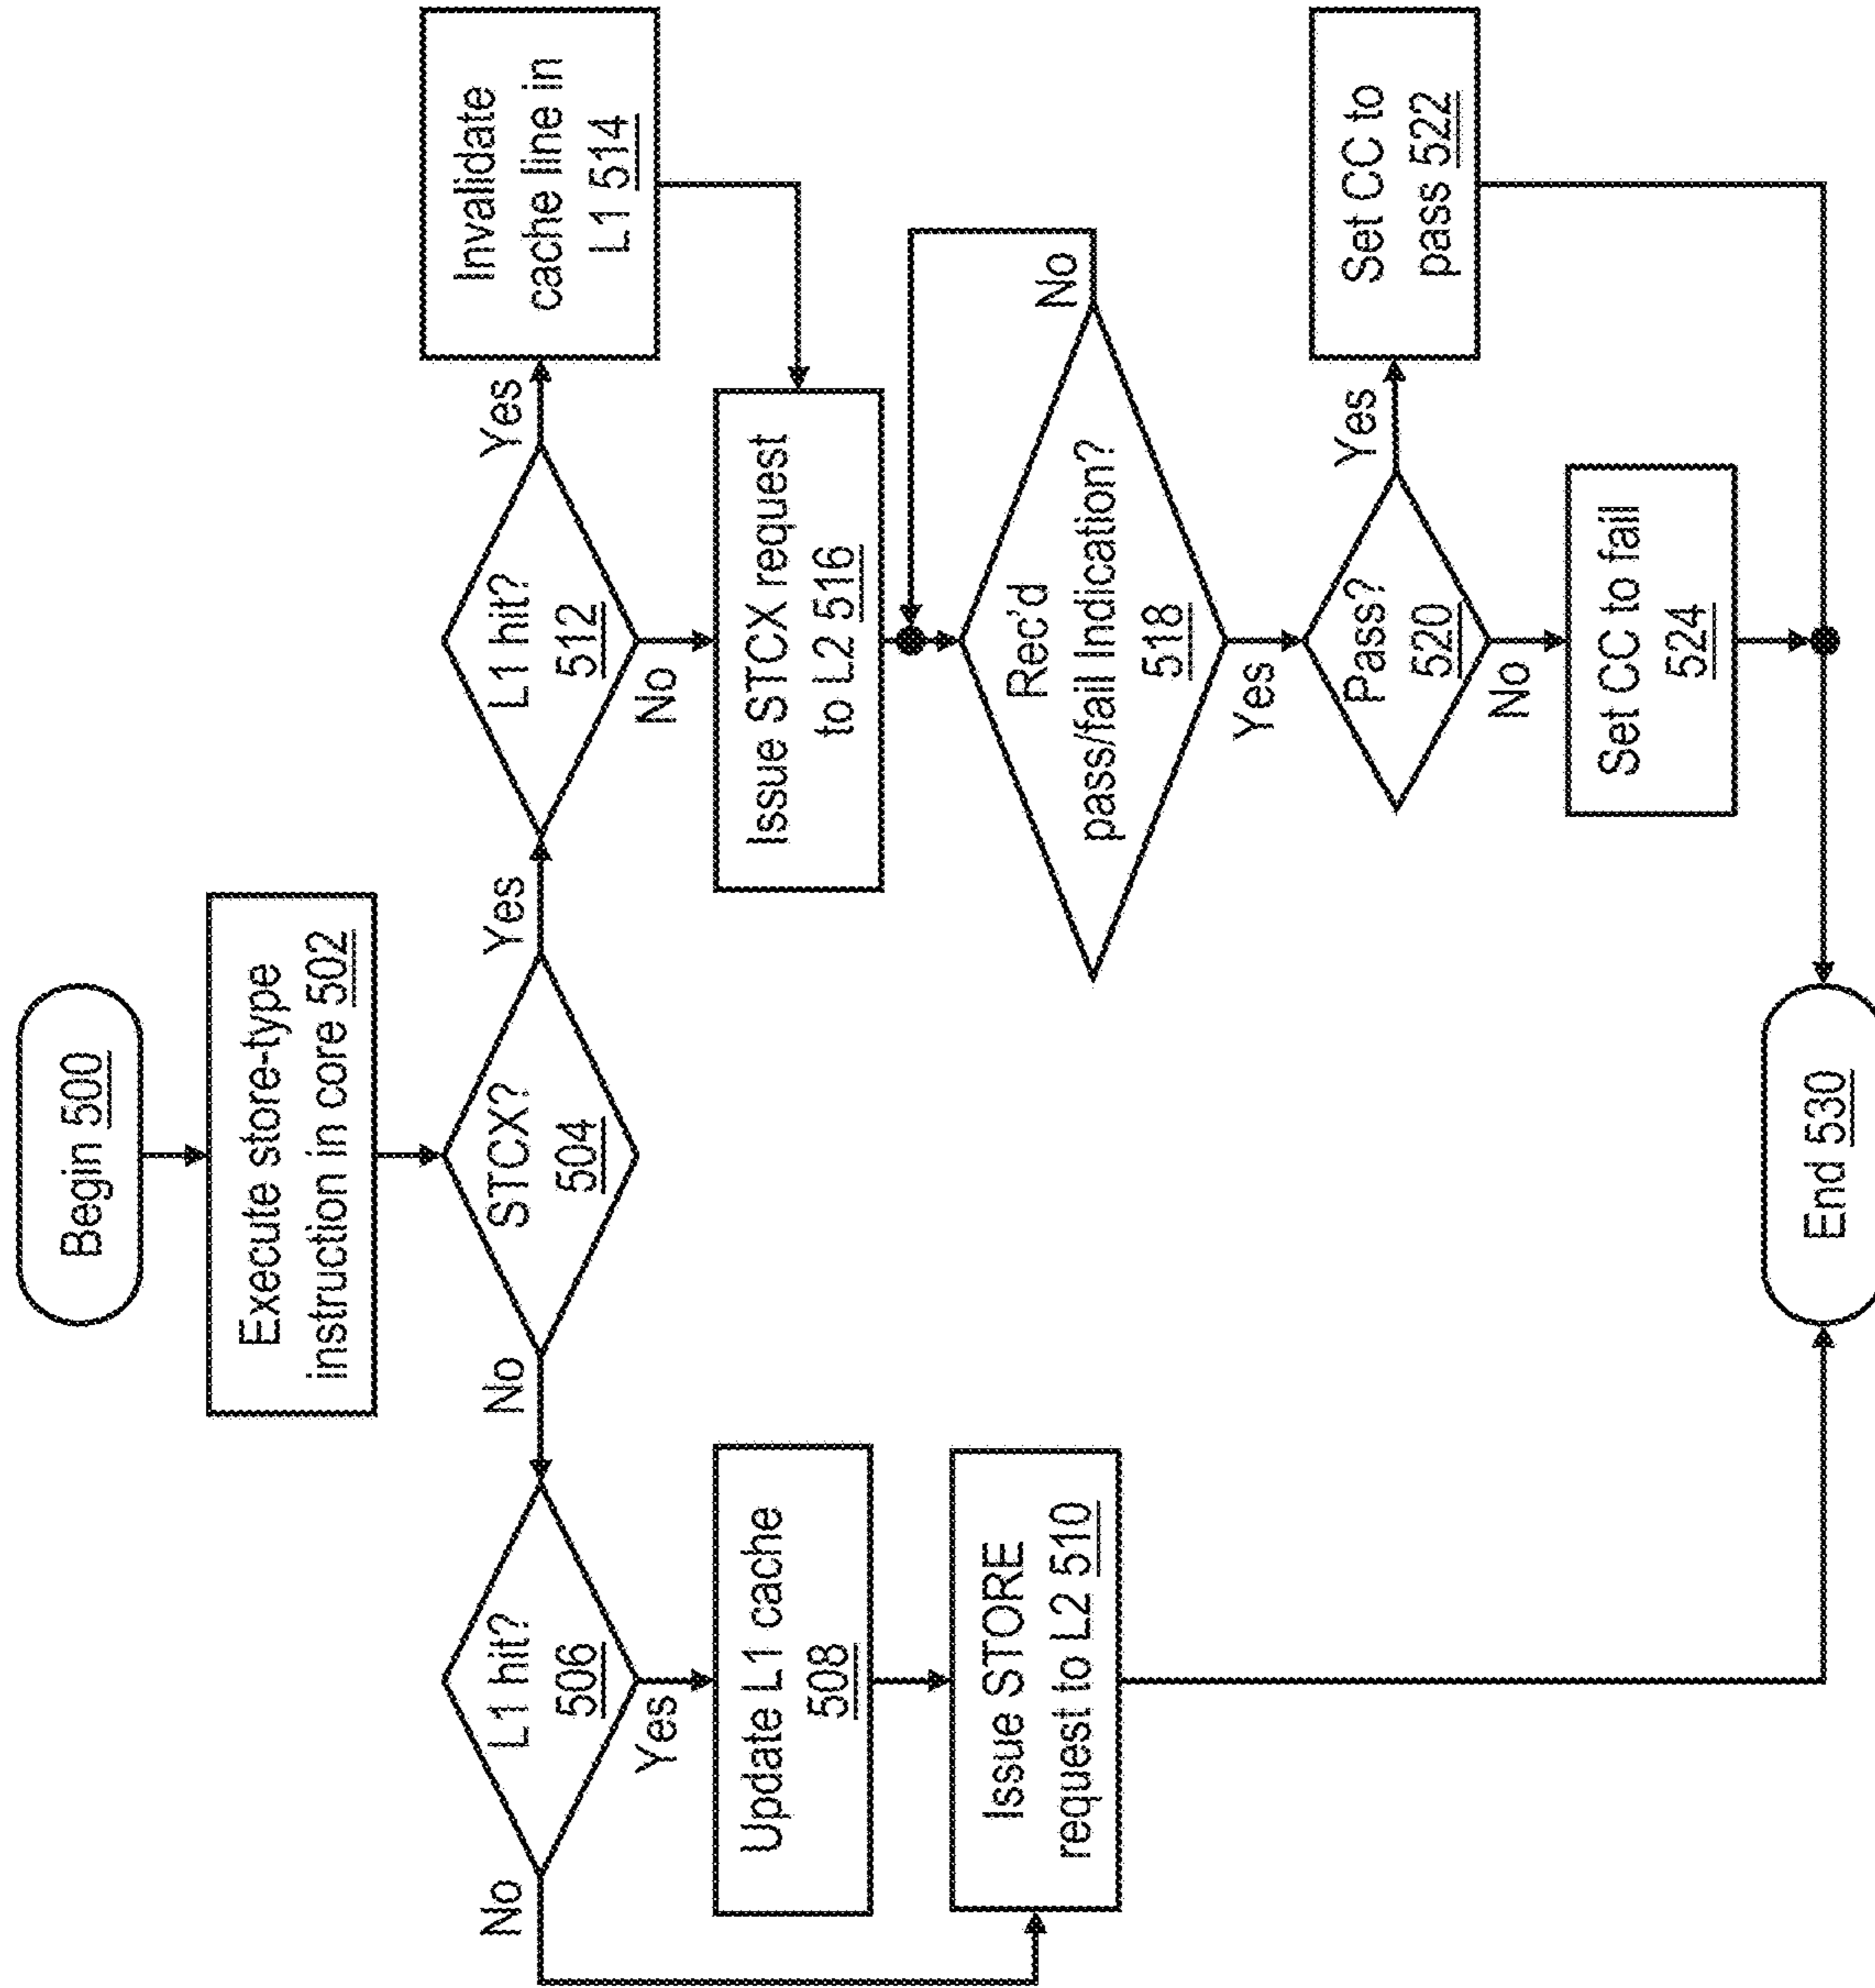 Begin 500
Execute store-type
instruction in core 502
STCX?
504
No
Yes
L1 hit?
506
No
Yes
Update L1 cache
508
Issue STORE
request to L2 510
L1 hit?
512
Yes
No
Invalidate
cache line in
L1 514
Issue STCX request
to L2 516
Rec'd
pass/fail Indication?
518
No
Yes
Pass?
520
Yes
No
Set CC to
pass 522
Set CC to fail
524
End 530